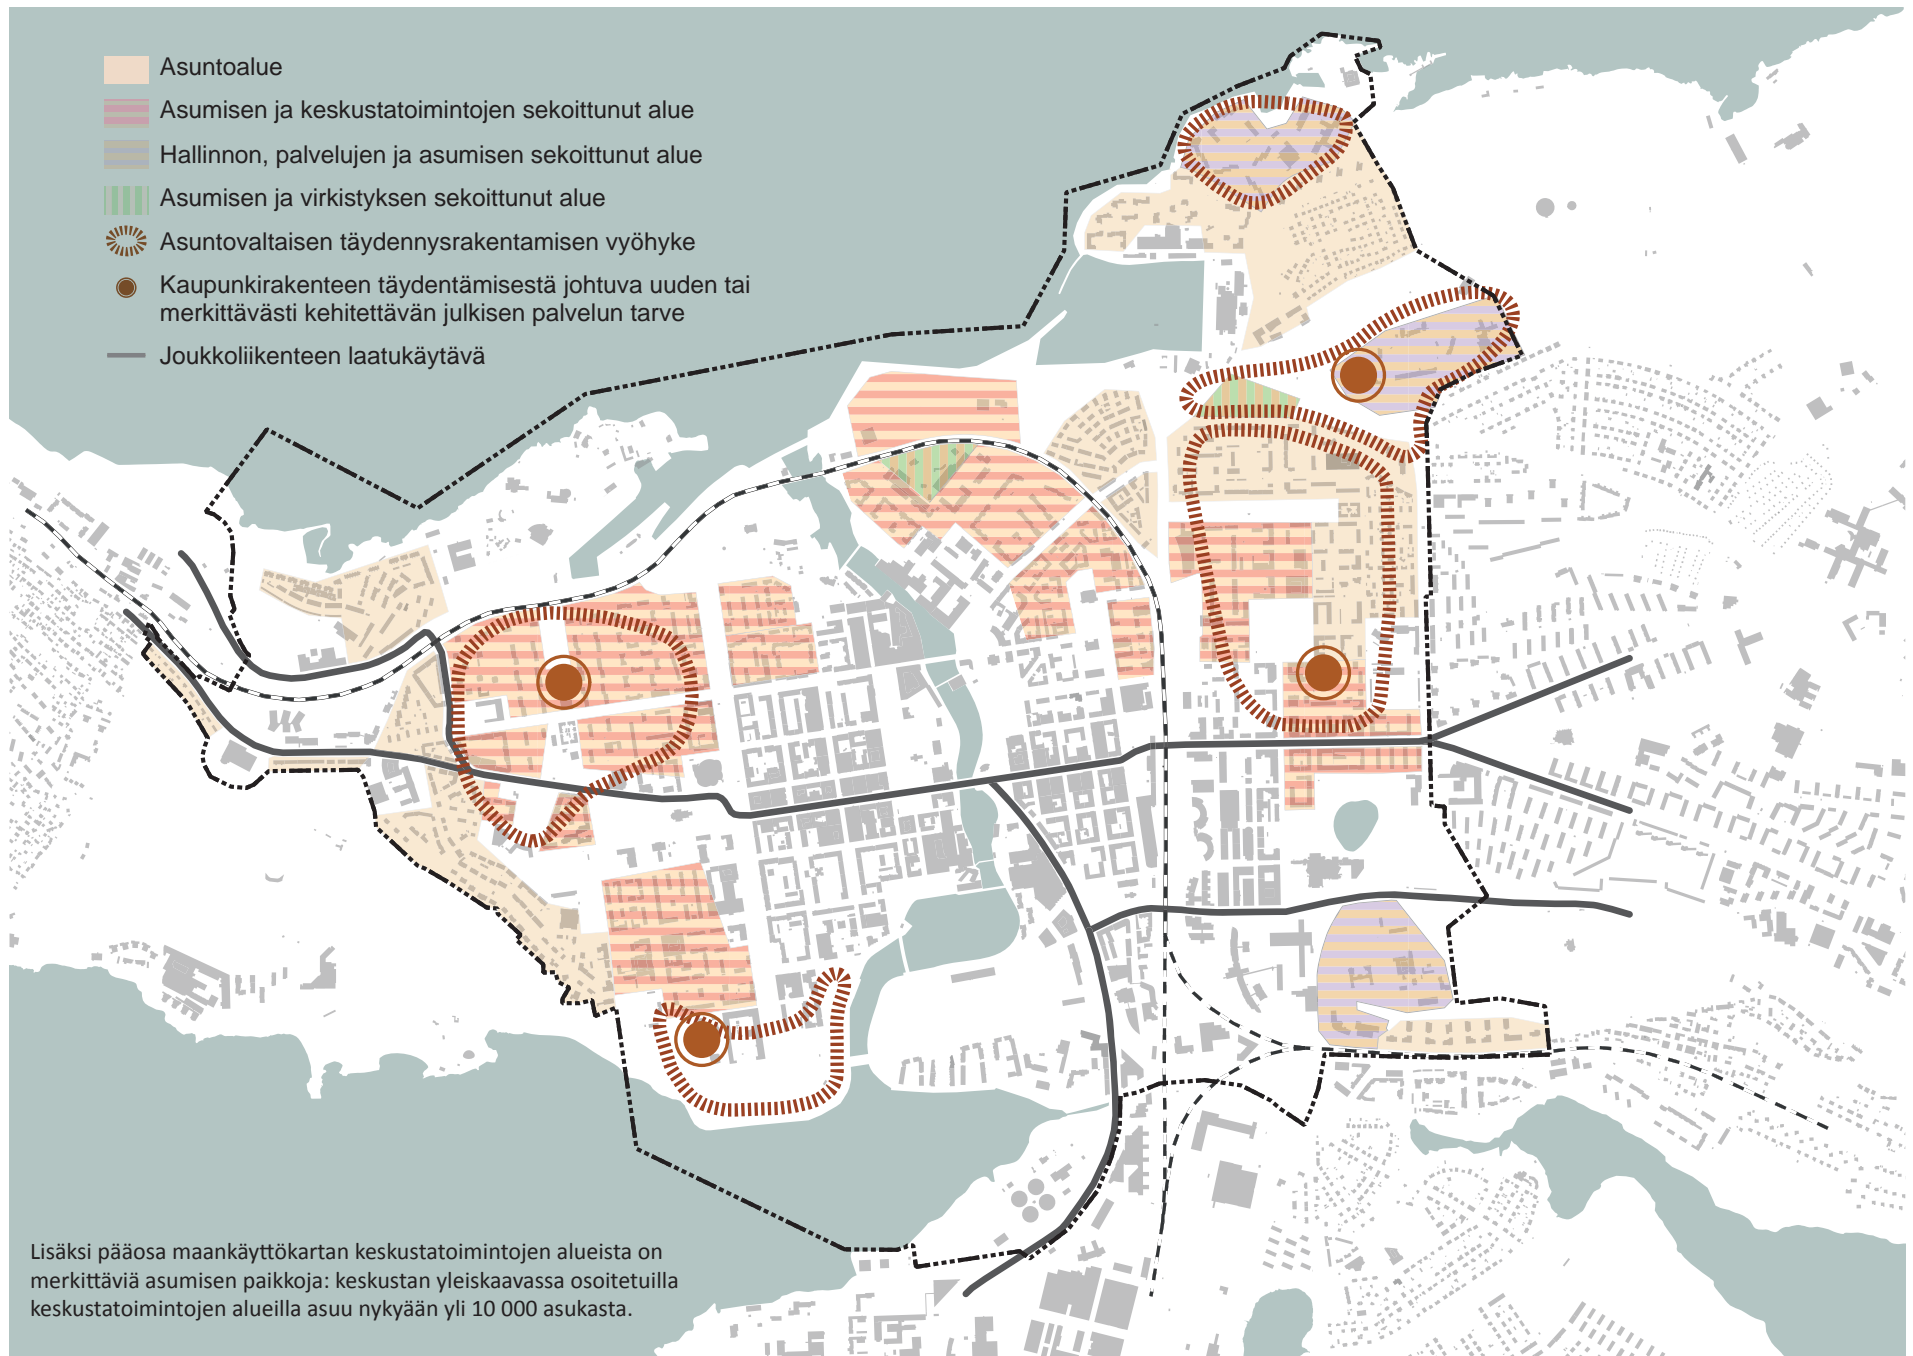 Asuntoalue
Asumisen ja keskustatoimintojen sekoittunut alue
Hallinnon, palvelujen ja asumisen sekoittunut alue
Asumisen ja virkistyksen sekoittunut alue
Asuntovaltaisen täydennysrakentamisen vyöhyke
Kaupunkirakenteen täydentämisestä johtuva uuden tai
merkittävästi kehitettävän julkisen palvelun tarve
Joukkoliikenteen laatukäytävä
Lisäksi pääosa maankäyttökartan keskustatoimintojen alueista on
merkittäviä asumisen paikkoja: keskustan yleiskaavassa osoitetuilla
keskustatoimintojen alueilla asuu nykyään yli 10 000 asukasta.